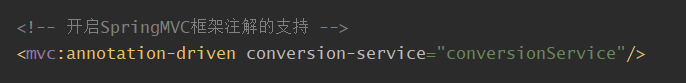 <!-- 开启SpringMVC框架注解的支持 -->
<mvc:annotation-driven conversion-service="conversionService"/>